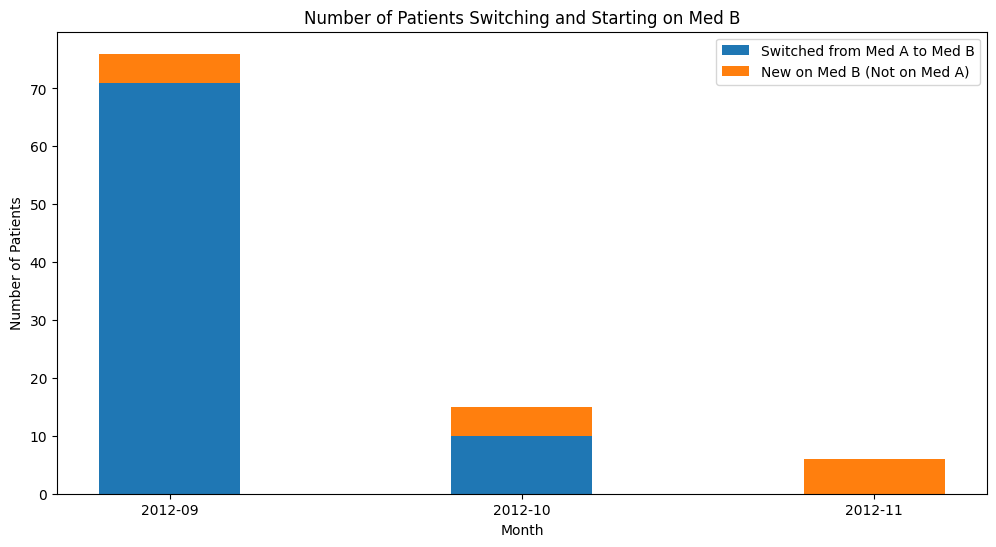 Number of Patients Switching and Starting on Med B
Switched from Med A to Med B
New on Med B (Not on Med A)
Number of Patients
70
60
50
40
30
20
10
0
2012-09
2012-10
2012-11
Month